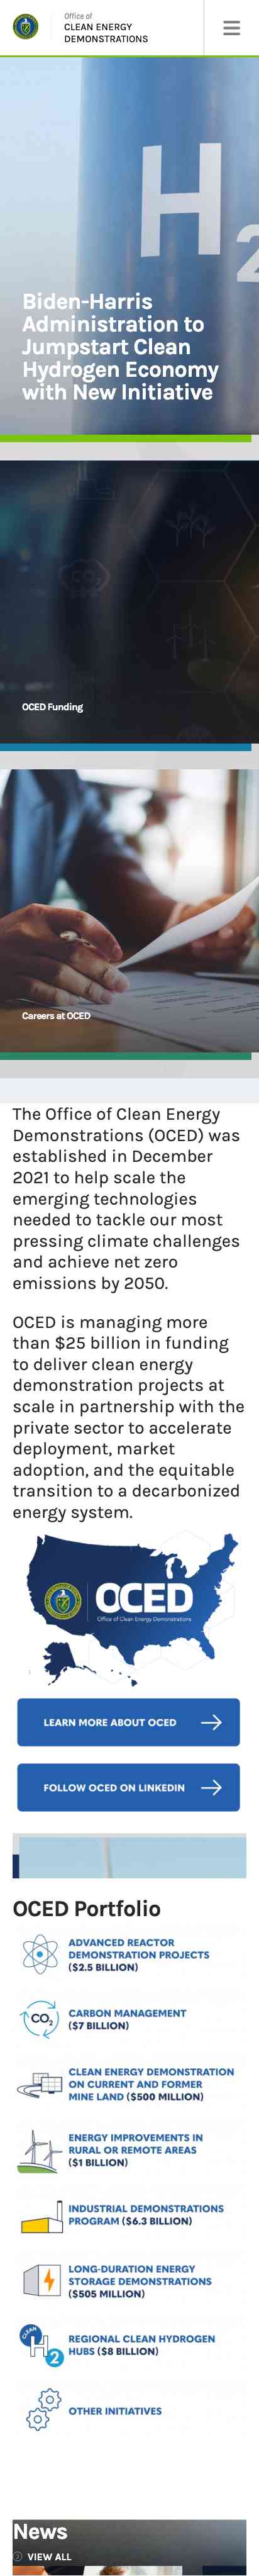 Office of
CLEAN ENERGY
DEMONSTRATIONS
H2
Biden-Harris
Administration to
Jumpstart Clean
Hydrogen Economy
with New Initiative
CO2
OCED Funding
Careers at OCED
The Office of Clean Energy
Demonstrations (OCED) was
established in December
2021 to help scale the
emerging technologies
needed to tackle our most
pressing climate challenges
and achieve net zero
emissions by 2050.
OCED is managing more
than $25 billion in funding
to deliver clean energy
demonstration projects at
scale in partnership with the
private sector to accelerate
deployment, market
adoption, and the equitable
transition to a decarbonized
energy system.
OCED
Office of Clean Energy Demonstrations
LEARN MORE ABOUT OCED
FOLLOW OCED ON LINKEDIN
OCED Portfolio
ADVANCED REACTOR
DEMONSTRATION PROJECTS
($2.5 BILLION)
CO2
CARBON MANAGEMENT
($7 BILLION)
CLEAN ENERGY DEMONSTRATION
ON CURRENT AND FORMER
MINE LAND ($500 MILLION)
ENERGY IMPROVEMENTS IN
RURAL OR REMOTE AREAS
($1 BILLION)
INDUSTRIAL DEMONSTRATIONS
PROGRAM ($6.3 BILLION)
LONG-DURATION ENERGY
STORAGE DEMONSTRATIONS
($505 MILLION)
CLEAN
H2
REGIONAL CLEAN HYDROGEN
HUBS ($8 BILLION)
OTHER INITIATIVES
News
VIEW ALL